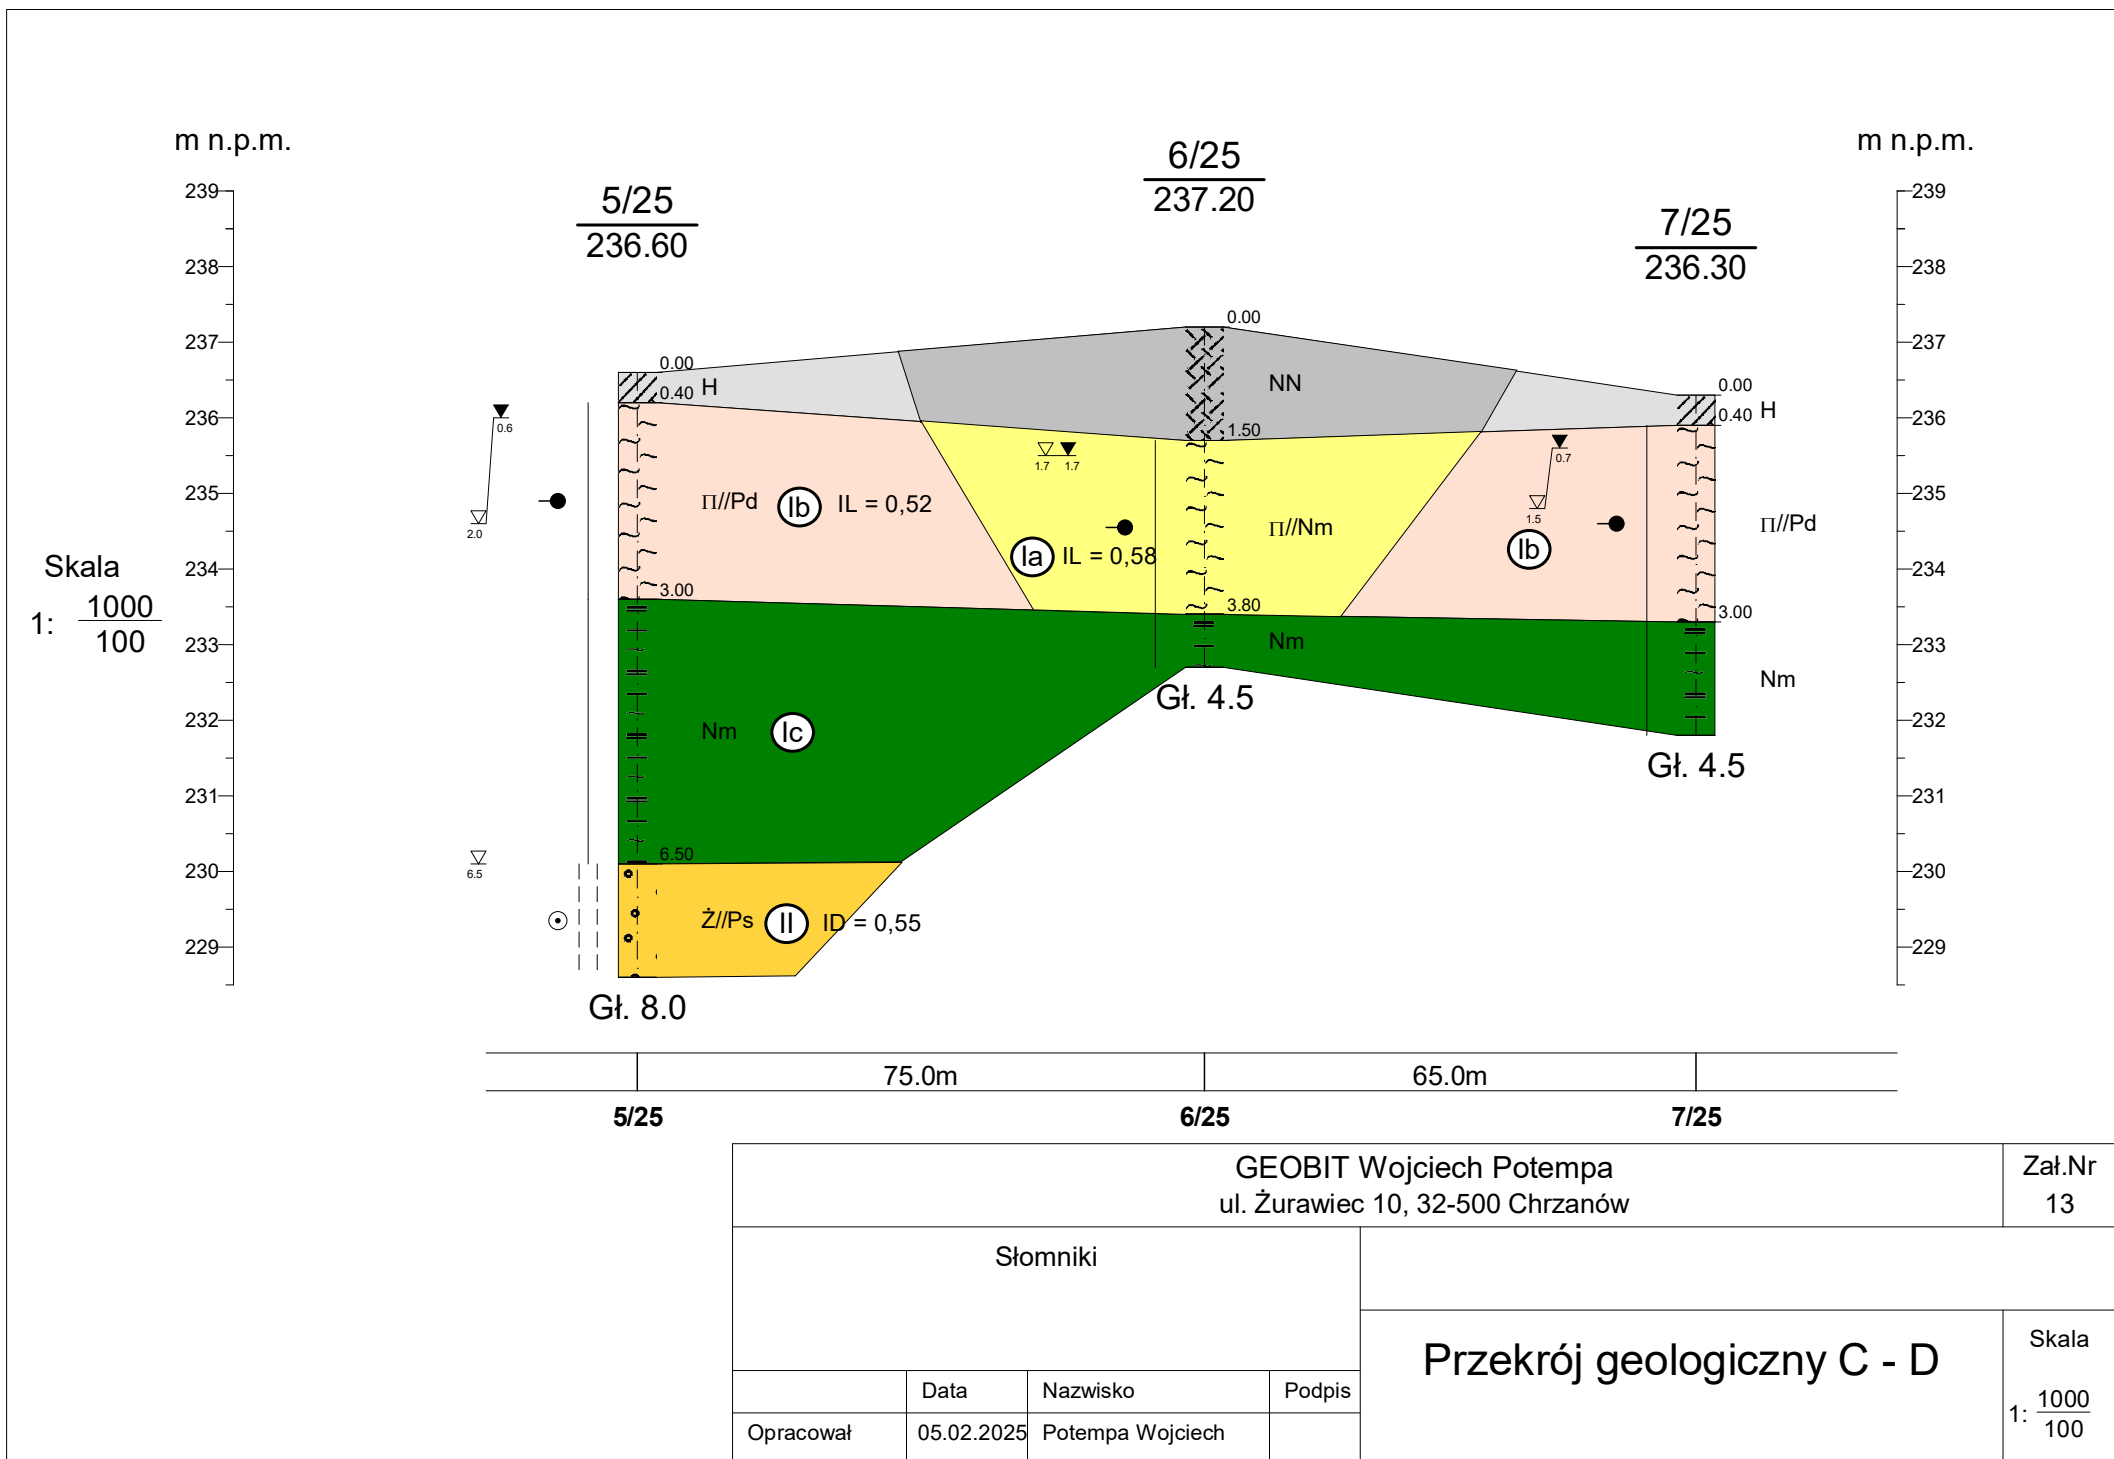 m n.p.m.
m n.p.m.
5/25
236.60
6/25
237.20
7/25
236.30
239
238
237
236
235
234
233
232
231
230
229
239
238
237
236
235
234
233
232
231
230
229
Skala
1: 1000
100
0.00
0.40
H
3.00
6.50
0.6
2.0
6.5
Π//Pd
Ib
IL = 0,52
Nm
Ic
Ż//Ps
II
ID = 0,55
Gł. 8.0
0.00
NN
1.50
1.7
1.7
Ia
IL = 0,58
Π//Nm
3.80
Nm
Gł. 4.5
0.00
0.40
H
0.7
1.5
Ib
Π//Pd
3.00
Nm
Gł. 4.5
75.0m
65.0m
5/25
6/25
7/25
GEOBIT Wojciech Potempa
ul. Żurawiec 10, 32-500 Chrzanów
Zał.Nr
13
Słomniki
Przekrój geologiczny C - D
Skala
1: 1000
100
Data
Nazwisko
Podpis
Opracował
05.02.2025
Potempa Wojciech